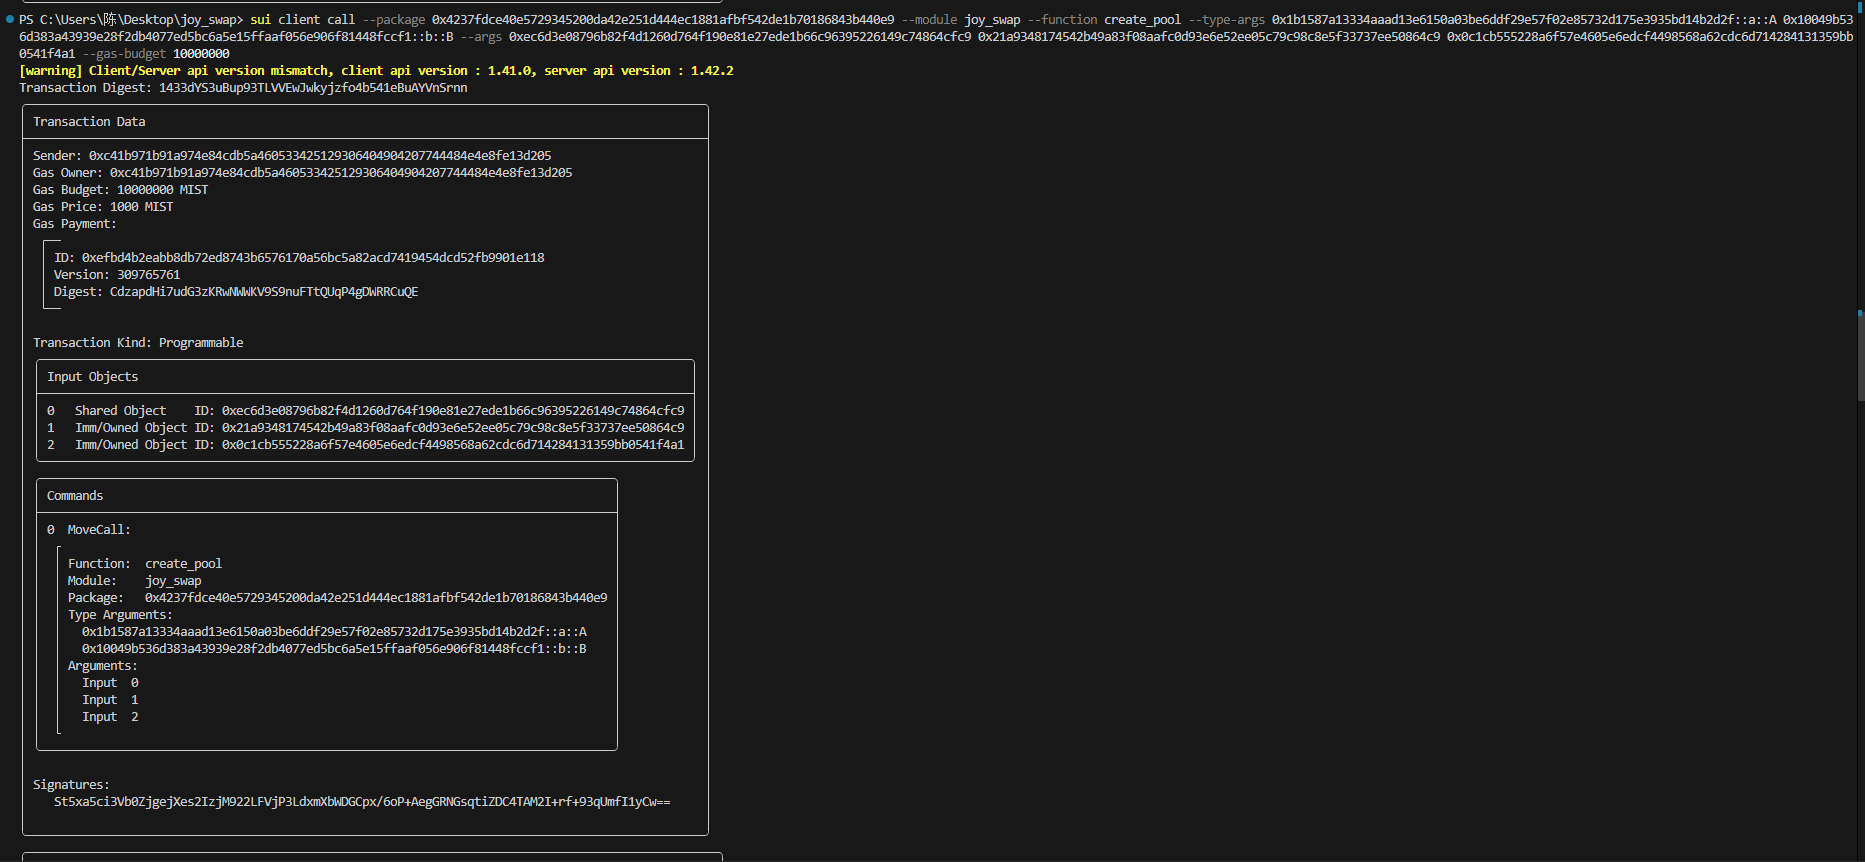 PS C:\Users\陈\Desktop\joy_swap> sui client call --package 0x4237fdce40e5729345200da42e251d444ec1881afbf542de1b70186843b440e9 --module joy_swap --function create_pool --type-args 0x1b1587a13334aaad13e6150a03be6ddf29e57f02e85732d175e3935bd14b2d2f::a::A 0x10049b53
6d383a43939e28f2db4077ed5bc6a5e15ffaaf056e906f81448fccf1::b::B --args 0xec6d3e08796b82f4d1260d764f190e81e27ede1b66c96395226149c74864cfc9 0x21a9348174542b49a83f08aafc0d93e6e52ee05c79c98c8e5f33737ee50864c9 0x0c1cb555228a6f57e4605e6edcf4498568a62cdc6d714284131359bb
0541f4a1 --gas-budget 10000000
[warning] Client/Server api version mismatch, client api version : 1.41.0, server api version : 1.42.2
Transaction Digest: 1433dYS3uBup93TLVVEwJwkyjzfo4b541eBuAYVnSrnn
Transaction Data
Sender: 0xc41b971b91a974e84cdb5a460533425129306404904207744484e4e8fe13d205
Gas Owner: 0xc41b971b91a974e84cdb5a460533425129306404904207744484e4e8fe13d205
Gas Budget: 10000000 MIST
Gas Price: 1000 MIST
Gas Payment:
ID: 0xefbd4b2eabb8db72ed8743b6576170a56bc5a82acd7419454dcd52fb9901e118
Version: 309765761
Digest: CdzapdHi7udG3zKRwNWWKV9S9nuFTtQUqP4gDWRRCuQE
Transaction Kind: Programmable
Input Objects
0 Shared Object ID: 0xec6d3e08796b82f4d1260d764f190e81e27ede1b66c96395226149c74864cfc9
1 Imm/Owned Object ID: 0x21a9348174542b49a83f08aafc0d93e6e52ee05c79c98c8e5f33737ee50864c9
2 Imm/Owned Object ID: 0x0c1cb555228a6f57e4605e6edcf4498568a62cdc6d714284131359bb0541f4a1
Commands
0 MoveCall:
Function: create_pool
Module: joy_swap
Package: 0x4237fdce40e5729345200da42e251d444ec1881afbf542de1b70186843b440e9
Type Arguments:
0x1b1587a13334aaad13e6150a03be6ddf29e57f02e85732d175e3935bd14b2d2f::a::A
0x10049b536d383a43939e28f2db4077ed5bc6a5e15ffaaf056e906f81448fccf1::b::B
Arguments:
Input 0
Input 1
Input 2
Signatures:
St5xa5ci3Vb0ZjgejXes2IzjM922LFVjP3LdxmXbWDGCpx/6oP+AegGRNGsqtiZDC4TAM2I+rf+93qUmfI1yCw==